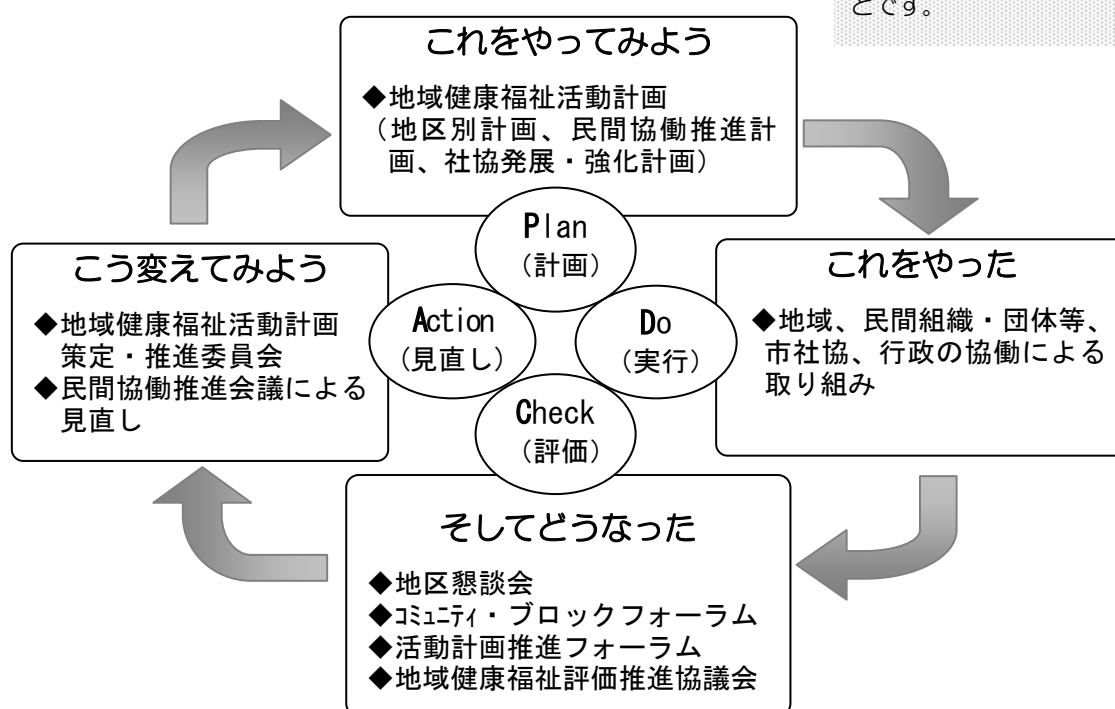 とです。
これをやってみよう
◆地域健康福祉活動計画
（地区別計画、民間協働推進計
画、社協発展・強化計画）
Plan
（計画）
こう変えてみよう
◆地域健康福祉活動計画
策定・推進委員会
◆民間協働推進会議による
見直し
Action
（見直し）
Do
（実行）
これをやった
◆地域、民間組織・団体等、
市社協、行政の協働による
取り組み
Check
（評価）
そしてどうなった
◆地区懇談会
◆ｺﾐｭﾆﾃｨ・ブロックフォーラム
◆活動計画推進フォーラム
◆地域健康福祉評価推進協議会